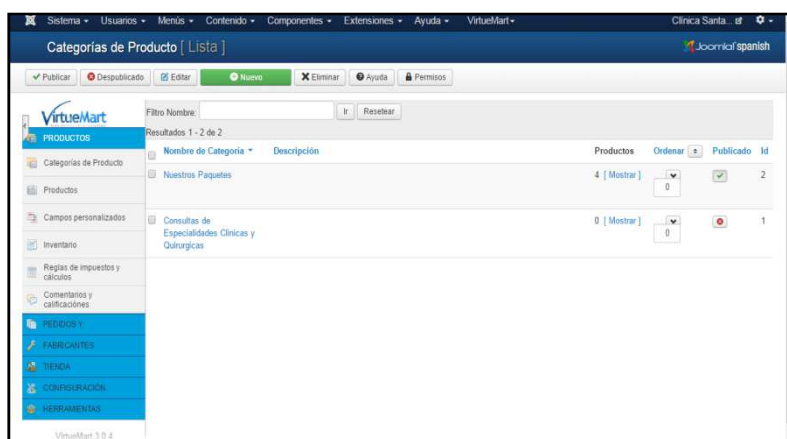 Sistema Usuarios Menús Contenido Componentes Extensiones Ayuda VirtueMart Clínica Santa...
Categorías de Producto [ Lista ]
Joomla! spanish
Publicar Despublicado Editar Nuevo Eliminar Ayuda Permisos
VirtueMart
PRODUCTOS
Categorías de Producto
Productos
Campos personalizados
Inventario
Reglas de impuestos y
cálculos
Comentarios y
calificaciónes
PEDIDOS Y
FABRICANTES
TIENDA
CONFIGURACIÓN
HERRAMIENTAS
VirtueMart 3.0.4
Filtro Nombre: Ir Resetear
Resultados 1 - 2 de 2
Nombre de Categoría Descripción Productos Ordenar Publicado Id
Nuestros Paquetes 4 [ Mostrar ] 0 2
Consultas de 0 [ Mostrar ] 0 1
Especialidades Clinicas y
Quirurgicas